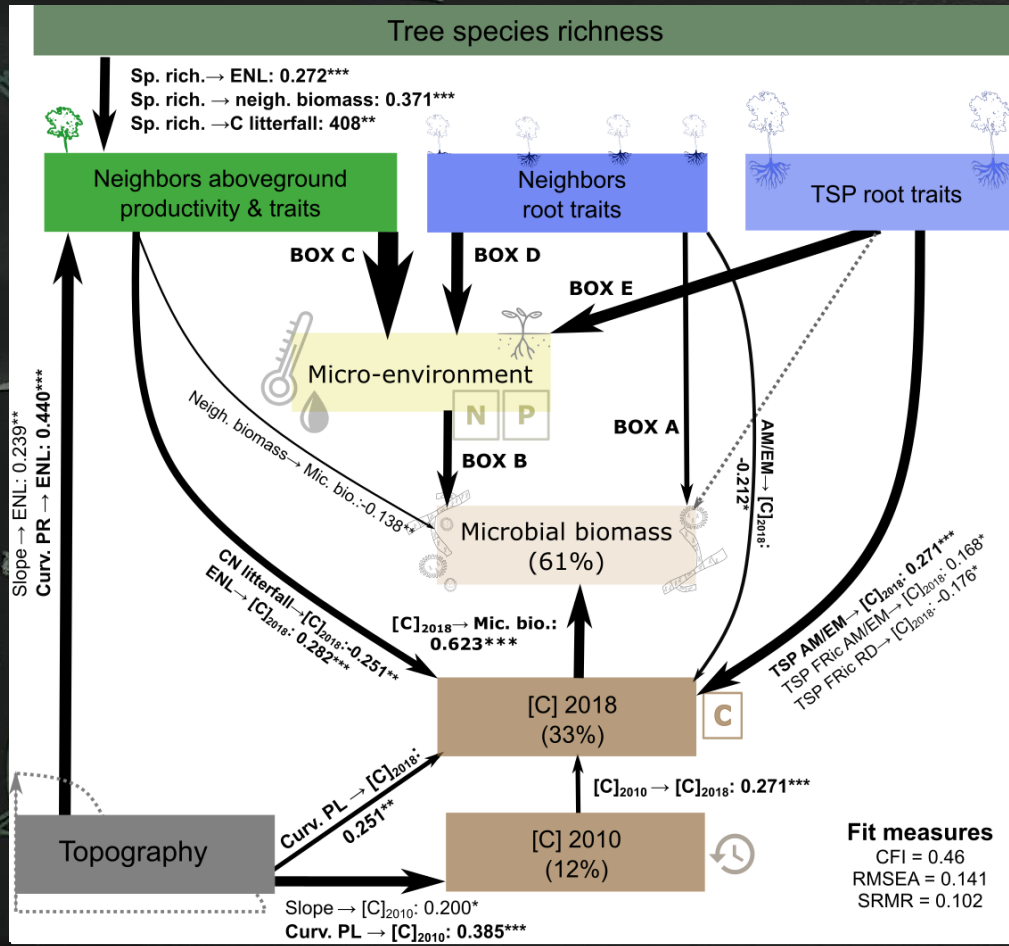 Tree species richness
Sp. rich.→ ENL: 0.272***
Sp. rich. → neigh. biomass: 0.371***
Sp. rich. →C litterfall: 408**
Neighbors aboveground
productivity & traits
Neighbors
root traits
TSP root traits
BOX C
BOX D
BOX E
Micro-environment
N P
BOX A
BOX B
Slope→ ENL: 0.239**
Curv. PR → ENL: 0.440***
Neigh. biomass→ Mic. bio.:-0.138**
AM/EM→ [C]2018:
-0.212*
Microbial biomass
(61%)
CN litterfall→[C]2018:-0.251**
ENL→ [C]2018: 0.282***
[C]2018→ Mic. bio.:
0.623***
TSP AM/EM→ [C]2018: 0.271***
TSP FRic AM/EM→ [C]2018: 0.168*
TSP FRic RD→ [C]2018: -0.176*
[C] 2018
(33%)
C
Curv. PL → [C]2018:
0.251**
[C]2010 → [C]2018: 0.271***
Topography
[C] 2010
(12%)
Slope → [C]2010: 0.200*
Curv. PL → [C]2010: 0.385***
Fit measures
CFI = 0.46
RMSEA = 0.141
SRMR = 0.102